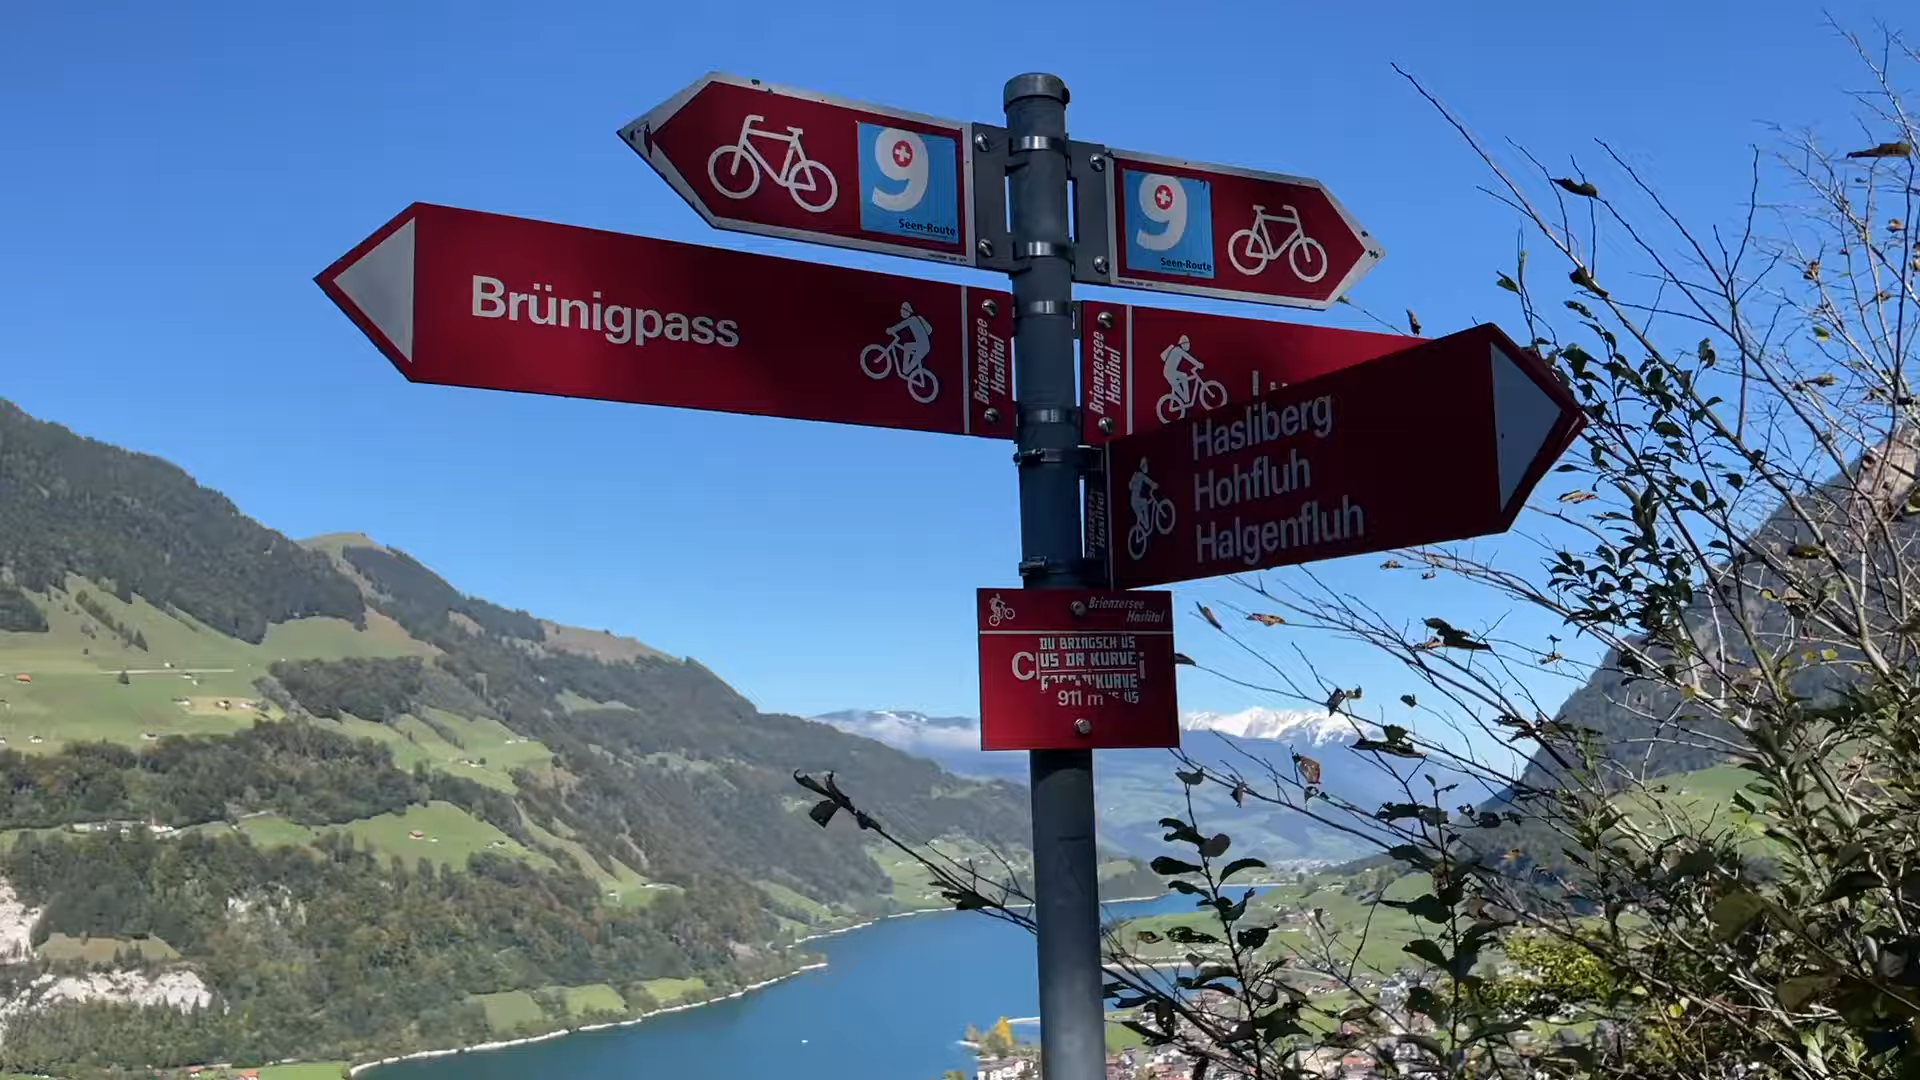 9
Seen-Route
9
Seen-Route
Brünigpass
Brienzersee
Haslital
Brienzersee
Haslital
Hasliberg
Hohfluh
Halgenfluh
Brienzersee
Haslital
DU BRINGSCH ÜS
US DR KURVE
911 m